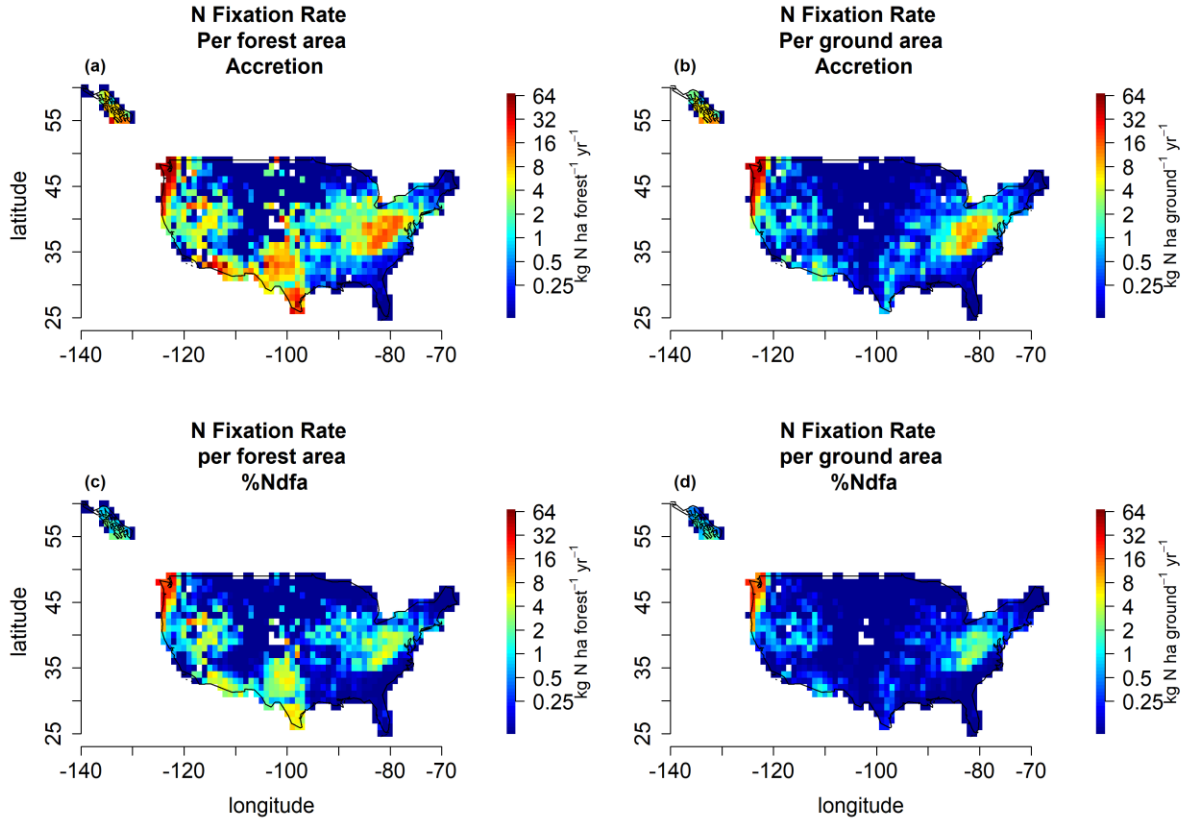 N Fixation Rate
Per forest area
Accretion
(a)
latitude
55
45
35
25
-140
-120
-100
-80
-70
64
32
16
8
4
2
1
0.5
0.25
kg N ha forest⁻¹ yr⁻¹
N Fixation Rate
Per ground area
Accretion
(b)
55
45
35
25
-140
-120
-100
-80
-70
64
32
16
8
4
2
1
0.5
0.25
kg N ha ground⁻¹ yr⁻¹
N Fixation Rate
per forest area
%Ndfa
(c)
latitude
55
45
35
25
-140
-120
-100
-80
-70
longitude
64
32
16
8
4
2
1
0.25
kg N ha forest⁻¹ yr⁻¹
N Fixation Rate
per ground area
%Ndfa
(d)
55
45
35
25
-140
-120
-100
-80
-70
longitude
64
32
16
8
4
2
1
0.25
kg N ha ground⁻¹ yr⁻¹